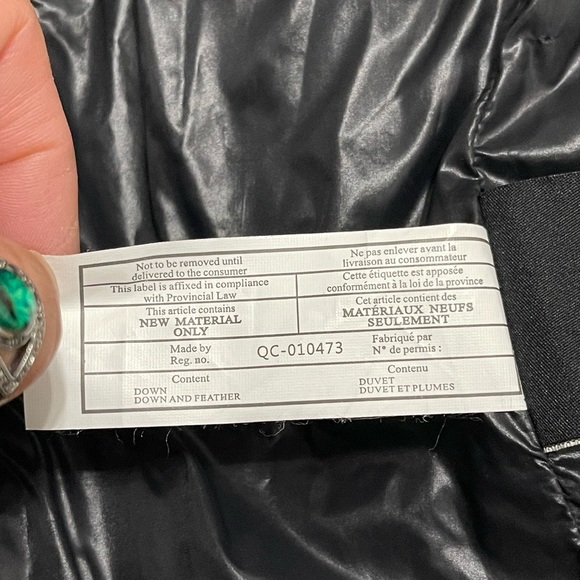 Not to be removed until
delivered to the consumer
Ne pas enlever avant la
livraison au consommateur
This label is affixed in compliance
with Provincial Law
Cette étiquette est apposée
conformément à la loi de la province
This article contains
NEW MATERIAL
ONLY
Cet article contient des
MATÉRIAUX NEUFS
SEULEMENT
Made by
Reg. no.
QC-010473
Fabriqué par
N° de permis :
Content
DOWN
DOWN AND FEATHER
Contenu
DUVET
DUVET ET PLUMES